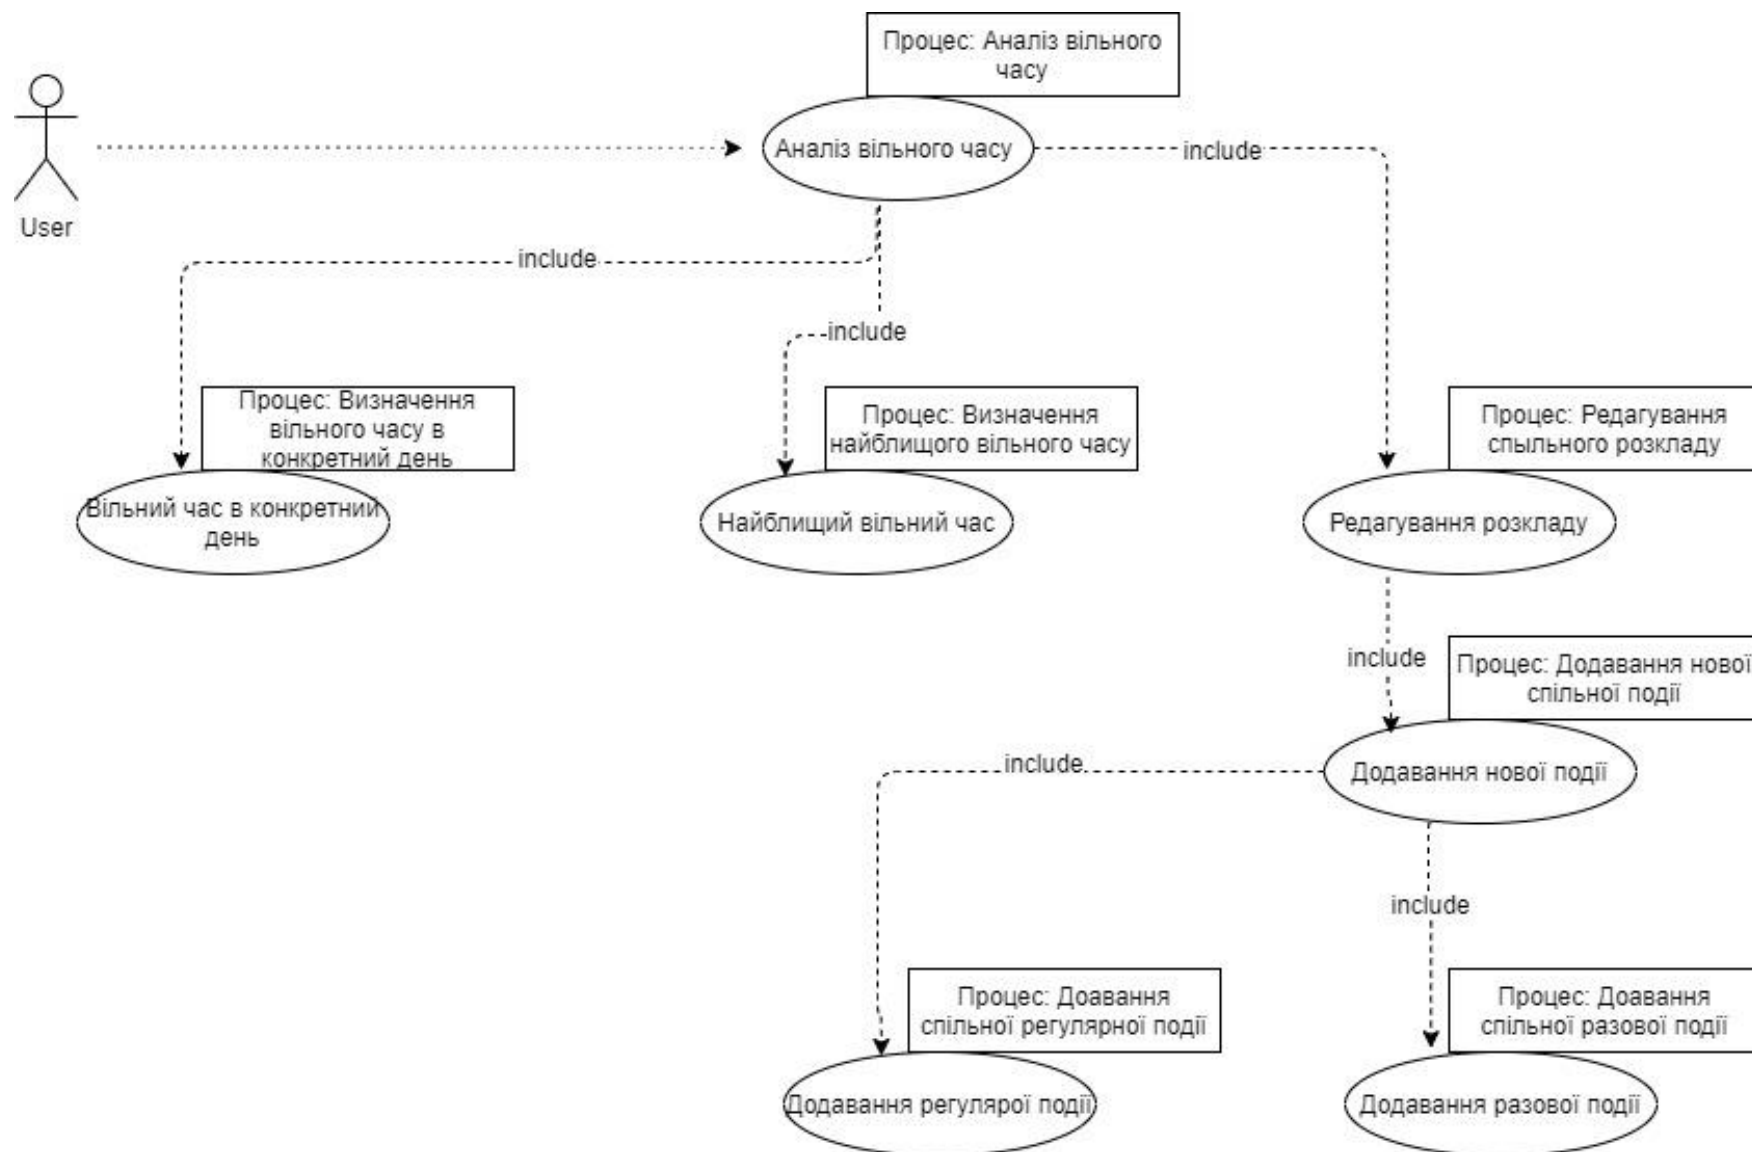 Процес: Аналіз вільного
часу
Аналіз вільного часу
include
User
include
include
Процес: Визначення
вільного часу в
конкретний день
Процес: Визначення
найблищого вільного часу
Процес: Редагування
спыльного розкладу
Вільний час в конкретний
день
Найблищий вільний час
Редагування розкладу
include
Процес: Додавання нової
спільної події
include
Додавання нової події
include
Процес: Доавання
спільної регулярної події
Процес: Доавання
спільної разової події
Додавання регулярої події
Додавання разової події